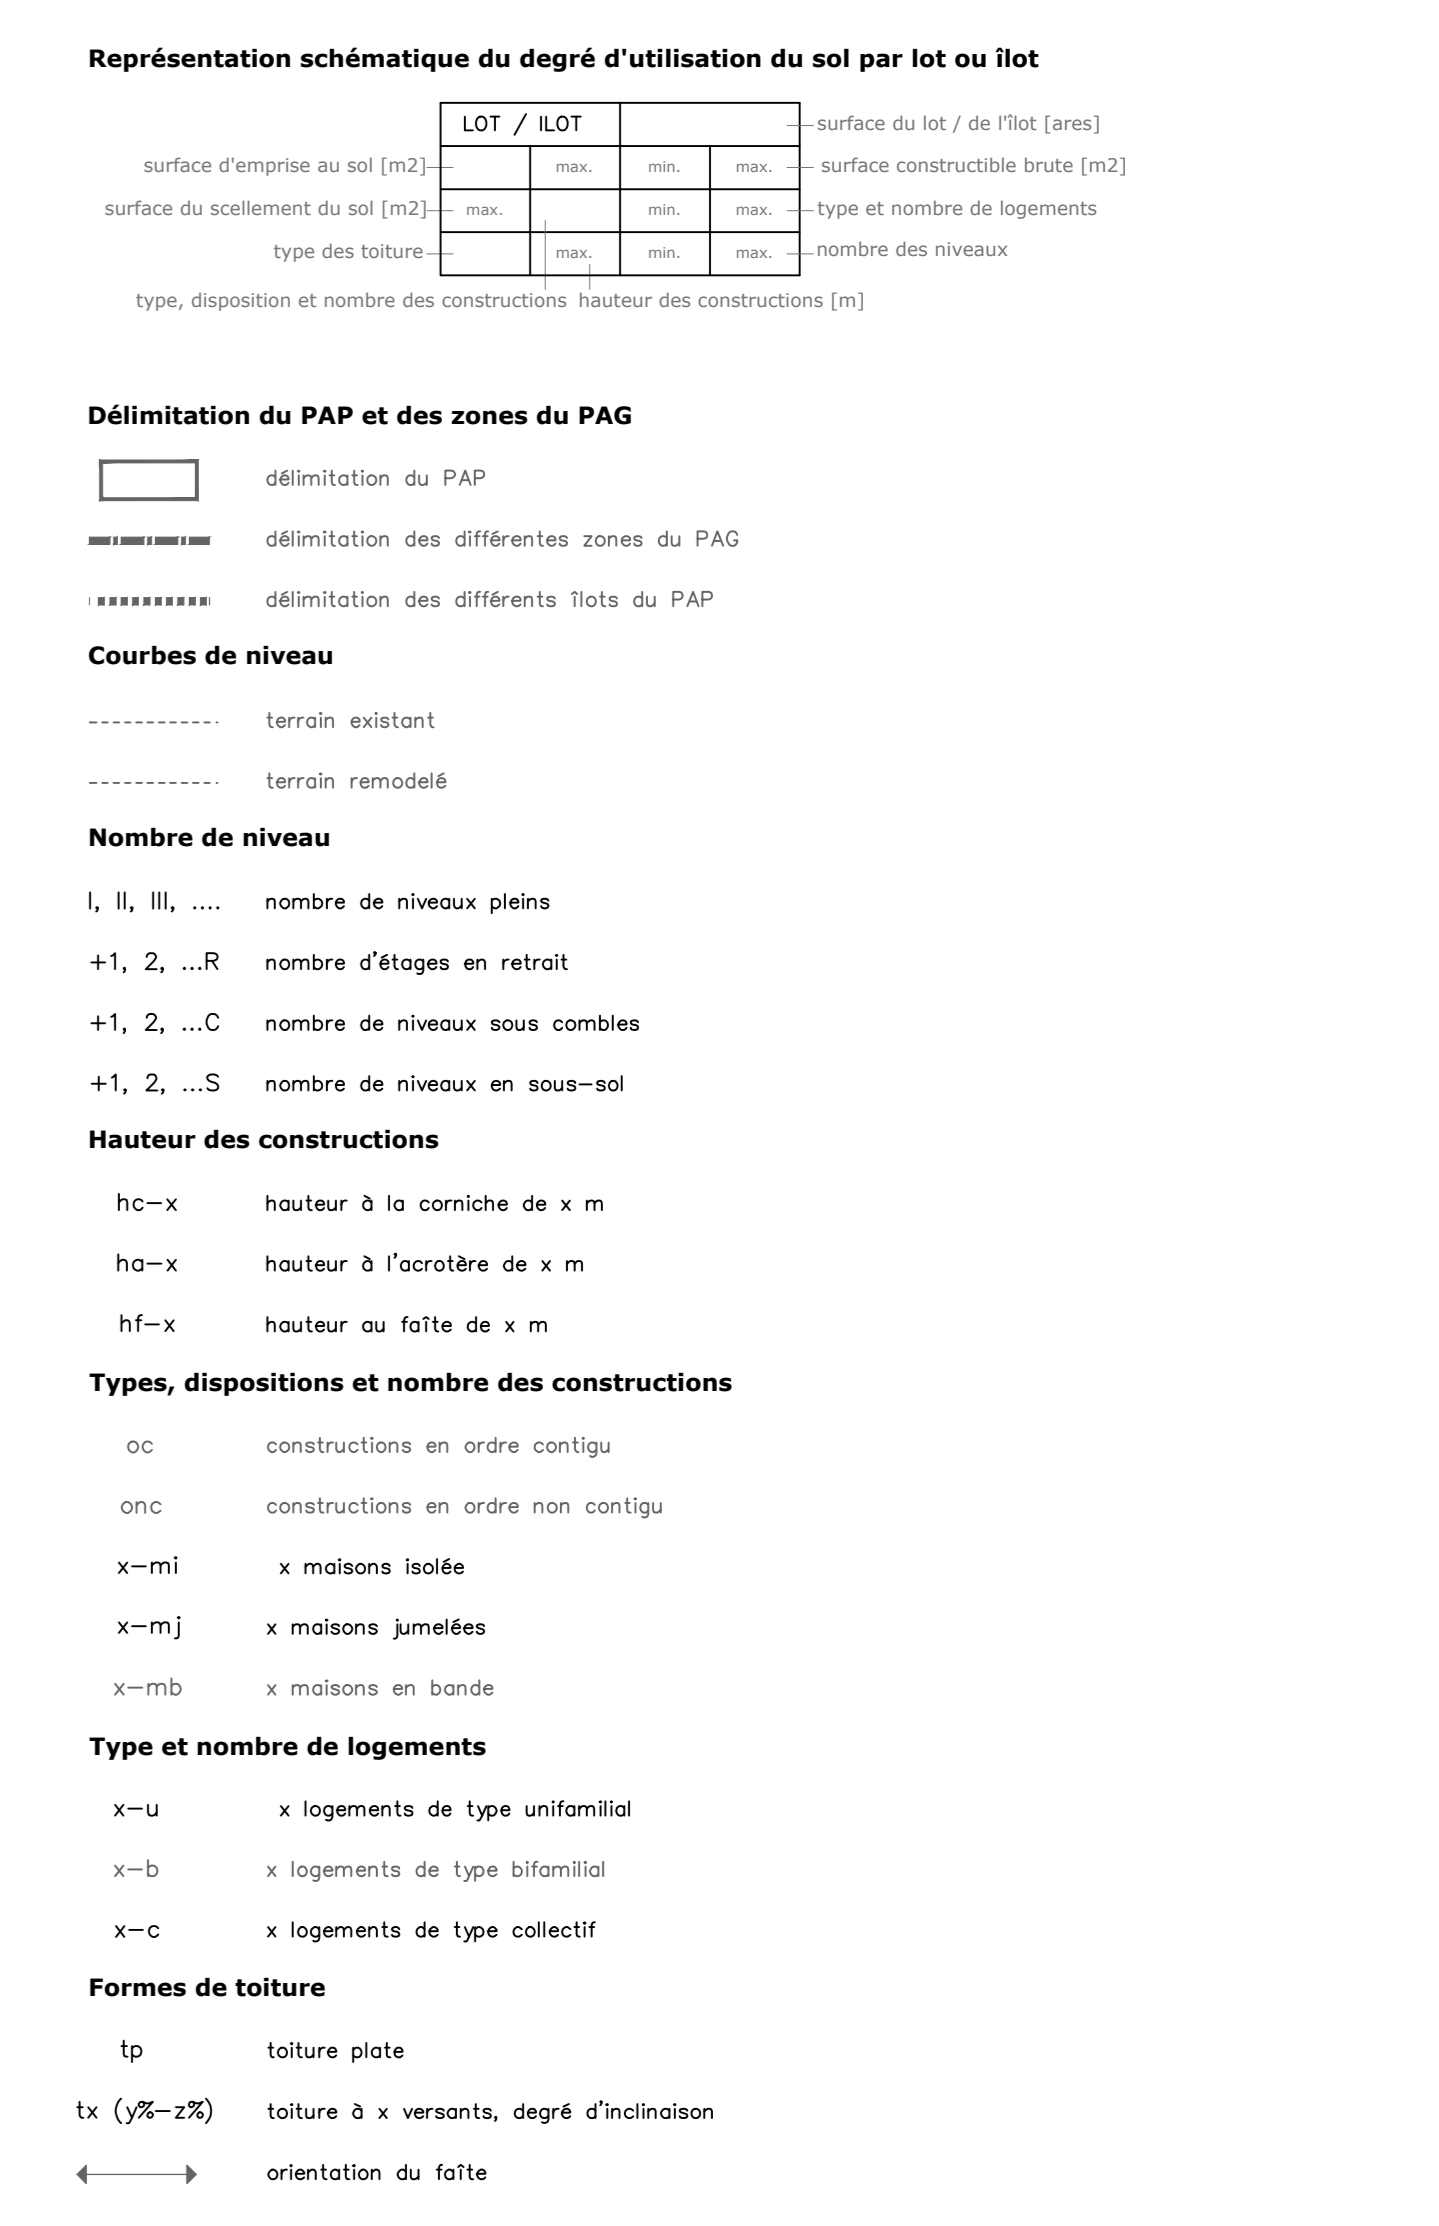 Représentation schématique du degré d'utilisation du sol par lot ou îlot
LOT / ILOT surface du lot / de l'îlot [ares]
surface d'emprise au sol [m2] max. min. max. surface constructible brute [m2]
surface du scellement du sol [m2] max. min. max. type et nombre de logements
type des toiture max. min. max. nombre des niveaux
type, disposition et nombre des constructions hauteur des constructions [m]
Délimitation du PAP et des zones du PAG
délimitation du PAP
délimitation des différentes zones du PAG
délimitation des différents îlots du PAP
Courbes de niveau
terrain existant
terrain remodelé
Nombre de niveau
I, II, III, .... nombre de niveaux pleins
+1, 2, ...R nombre d'étages en retrait
+1, 2, ...C nombre de niveaux sous combles
+1, 2, ...S nombre de niveaux en sous-sol
Hauteur des constructions
hc-x hauteur à la corniche de x m
ha-x hauteur à l'acrotère de x m
hf-x hauteur au faîte de x m
Types, dispositions et nombre des constructions
oc constructions en ordre contigu
onc constructions en ordre non contigu
x-mi x maisons isolée
x-mj x maisons jumelées
x-mb x maisons en bande
Type et nombre de logements
x-u x logements de type unifamilial
x-b x logements de type bifamilial
x-c x logements de type collectif
Formes de toiture
tp toiture plate
tx (y%-z%) toiture à x versants, degré d'inclinaison
orientation du faîte